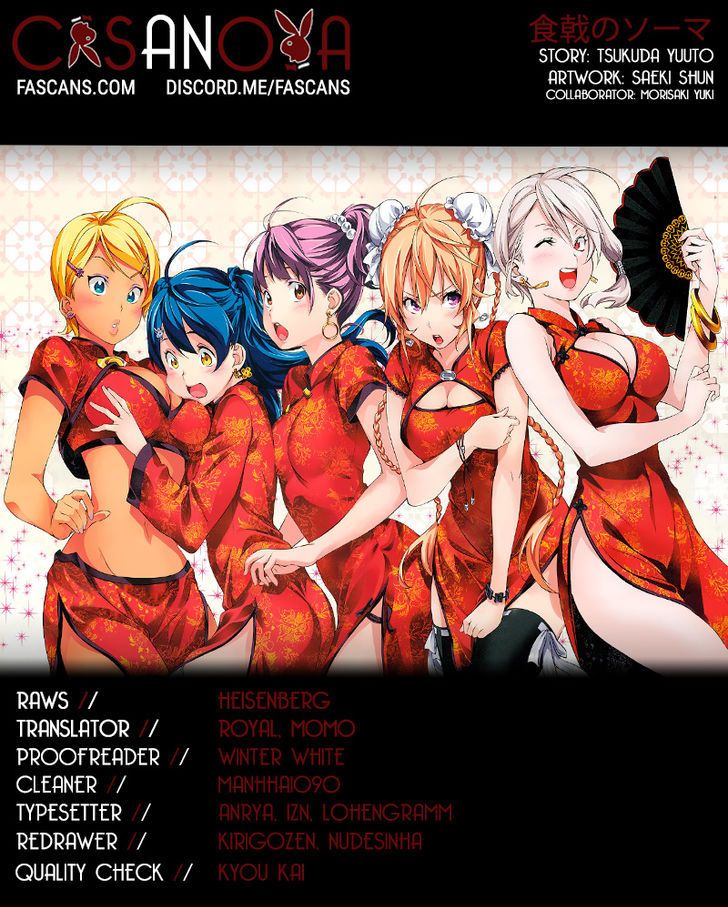 CASANOVA
FASCANS.COM DISCORD.ME/FASCANS
食戟のソーマ
STORY: TSUKUDA YUUTO
ARTWORK: SAEKI SHUN
COLLABORATOR: MORISAKI YUKI
RAWS // HEISENBERG
TRANSLATOR // ROYAL, MOMO
PROOFREADER // WINTER WHITE
CLEANER // MANHHAI090
TYPESETTER // ANRYA, IZN, LOHENGRAMM
REDRAWER // KIRIGOZEN, NUDESINHA
QUALITY CHECK // KYOU KAI